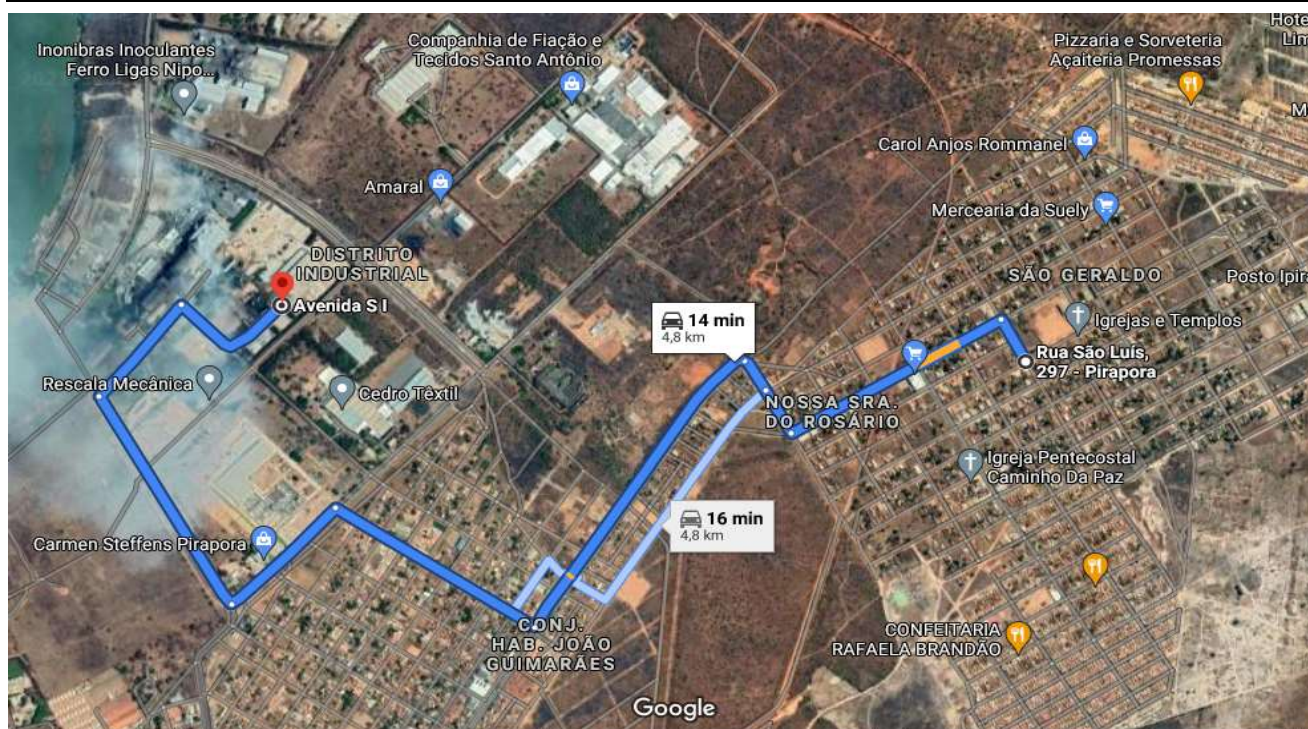 Inonibras Inoculantes
Ferro Ligas Nipo...
Companhia de Fiação e
Tecidos Santo Antônio
Pizzaria e Sorveteria
Açaiteria Promessas
Hote
Lim
M
Carol Anjos Rommanel
Amaral
Mercearia da Suely
DISTRITO
INDUSTRIAL
SÃO GERALDO
Posto Ipira
Avenida S I
14 min
4,8 km
Igrejas e Templos
Rua São Luís,
297 - Pirapora
Rescala Mecânica
Cedro Têxtil
NOSSA SRA.
DO ROSÁRIO
Igreja Pentecostal
Caminho Da Paz
16 min
4,8 km
Carmen Steffens Pirapora
CONJ.
HAB. JOÃO
GUIMARÃES
CONFEITARIA
RAFAELA BRANDÃO
Google